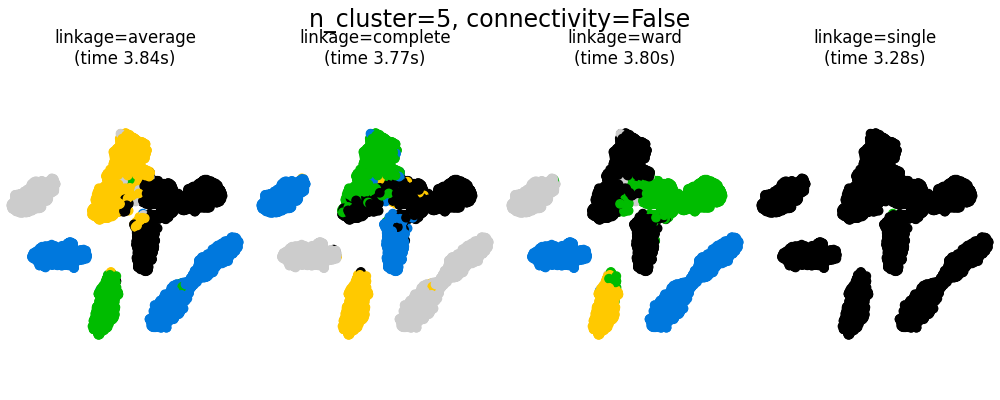 n_cluster=5, connectivity=False
linkage=average
(time 3.84s)
linkage=complete
(time 3.77s)
linkage=ward
(time 3.80s)
linkage=single
(time 3.28s)